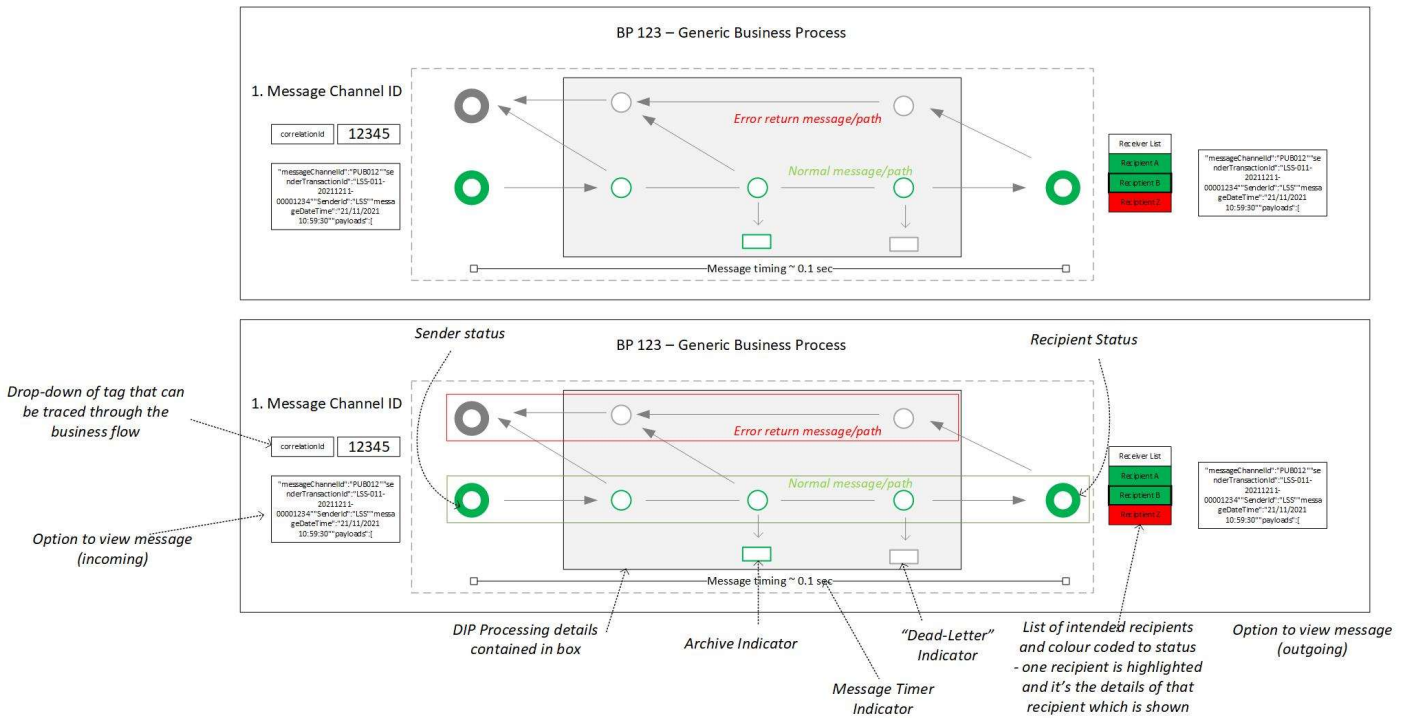 BP 123 – Generic Business Process
1. Message Channel ID
correlationId
12345
"messageChannelId":"PUB012""se
nderTransactionId":"LSS-011-
20211211-
00001234""SenderId":"LSS""messa
geDateTime":"21/11/2021
10:59:30""payloads":[
Error return message/path
Normal message/path
Message timing ~ 0.1 sec
Receiver List
Recipient A
Recipient B
Recipient Z
"messageChannelId":"PUB012""se
nderTransactionId":"LSS-011-
20211211-
00001234""SenderId":"LSS""messa
geDateTime":"21/11/2021
10:59:30""payloads":[
Sender status
BP 123 – Generic Business Process
Recipient Status
Drop-down of tag that can
be traced through the
business flow
1. Message Channel ID
correlationId
12345
"messageChannelId":"PUB012""se
nderTransactionId":"LSS-011-
20211211-
00001234""SenderId":"LSS""messa
geDateTime":"21/11/2021
10:59:30""payloads":[
Option to view message
(incoming)
Error return message/path
Normal message/path
Message timing ~ 0.1 sec
Receiver List
Recipient A
Recipient B
Recipient Z
"messageChannelId":"PUB012""se
nderTransactionId":"LSS-011-
20211211-
00001234""SenderId":"LSS""messa
geDateTime":"21/11/2021
10:59:30""payloads":[
DIP Processing details
contained in box
Archive Indicator
Message Timer
Indicator
“Dead-Letter”
Indicator
List of intended recipients
and colour coded to status
- one recipient is highlighted
and it’s the details of that
recipient which is shown
Option to view message
(outgoing)